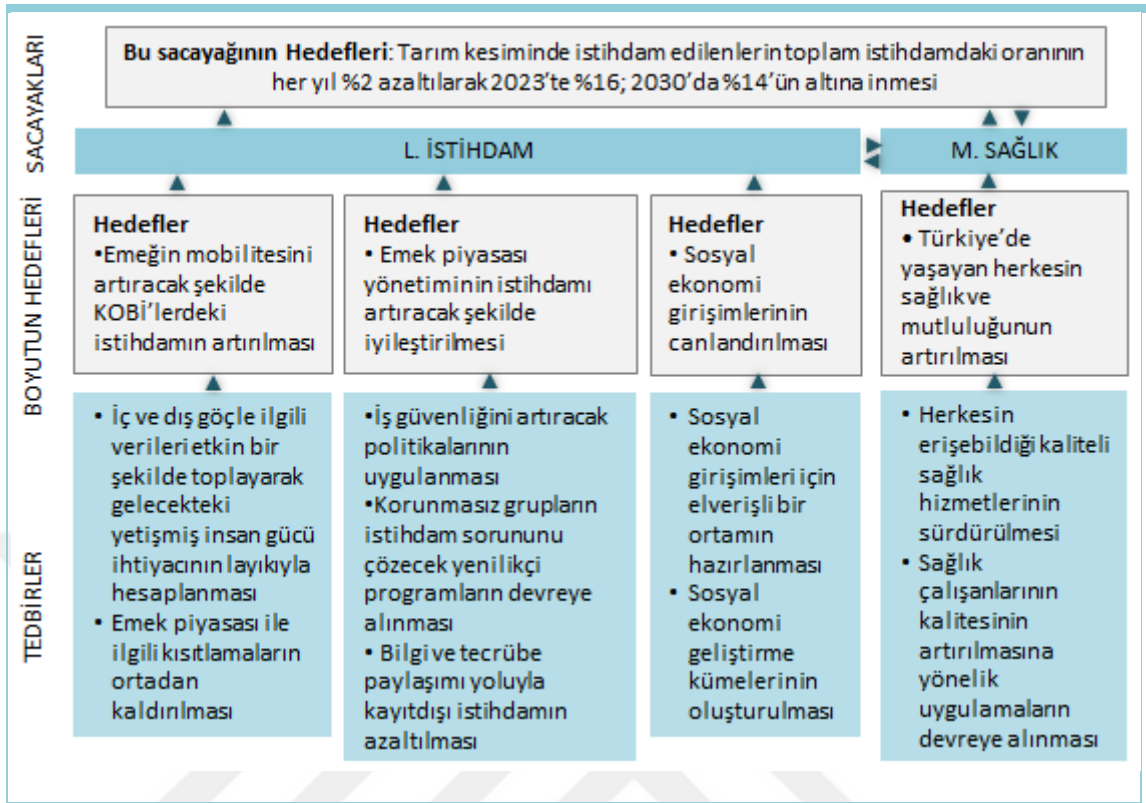 SACAYAKLARI
Bu sacayağının Hedefleri: Tarım kesiminde istihdam edilenlerin toplam istihdamdaki oranının
her yıl %2 azaltılarak 2023'te %16; 2030'da %14'ün altına inmesi
L. İSTİHDAM
M. SAĞLIK
BOYUTUN HEDEFLERİ
Hedefler
•Emeğin mobilitesini
artıracak şekilde
KOBİ'lerdeki
istihdamın artırılması
Hedefler
• Emek piyasası
yönetiminin istihdamı
artıracak şekilde
iyileştirilmesi
Hedefler
• Sosyal
ekonomi
girişimlerinin
canlandırılması
Hedefler
• Türkiye'de
yaşayan herkesin
sağlık ve
mutluluğunun
artırılması
TEDBİRLER
• İç ve dış göçle ilgili
verileri etkin bir
şekilde toplayarak
gelecekteki
yetişmiş insan gücü
ihtiyacının layıkıyla
hesaplanması
• Emek piyasası ile
ilgili kısıtlamaların
ortadan
kaldırılması
•İş güvenliğini artıracak
politikalarının
uygulanması
•Korunmasız grupların
istihdam sorununu
çözecek yenilikçi
programların devreye
alınması
• Bilgi ve tecrübe
paylaşımı yoluyla
kayıtdışı istihdamın
azaltılması
• Sosyal
ekonomi
girişimleri için
elverişli bir
ortamın
hazırlanması
• Sosyal
ekonomi
geliştirme
kümelerinin
oluşturulması
• Herkesin
erişebildiği kaliteli
sağlık
hizmetlerinin
sürdürülmesi
• Sağlık
çalışanlarının
kalitesinin
artırılmasına
yönelik
uygulamaların
devreye alınması